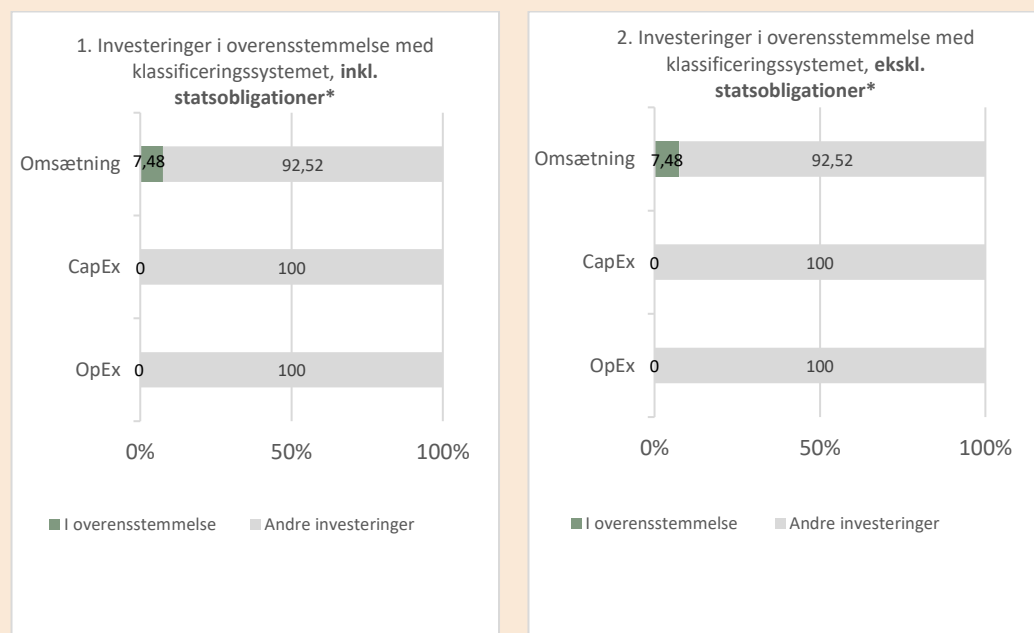 1. Investeringer i overensstemmelse med
klassificeringssystemet, inkl.
statsobligationer*
Omsætning 7,48 92,52
CapEx 0 100
OpEx 0 100
0% 50% 100%
I overensstemmelse Andre investeringer
2. Investeringer i overensstemmelse med
klassificeringssystemet, ekskl.
statsobligationer*
Omsætning 7,48 92,52
CapEx 0 100
OpEx 0 100
0% 50% 100%
I overensstemmelse Andre investeringer